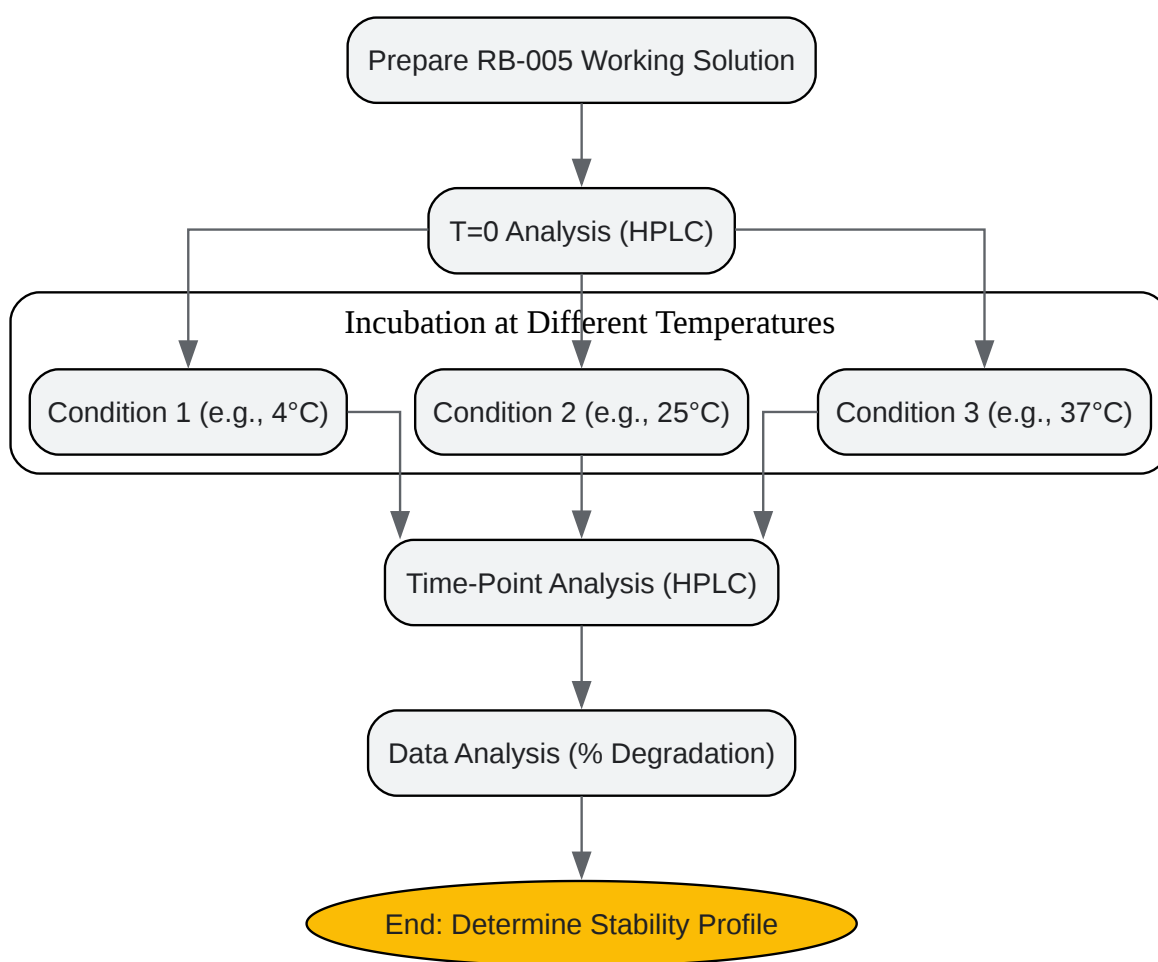 Prepare RB-005 Working Solution
T=0 Analysis (HPLC)
Incubation at Different Temperatures
Condition 1 (e.g., 4°C)
Condition 2 (e.g., 25°C)
Condition 3 (e.g., 37°C)
Time-Point Analysis (HPLC)
Data Analysis (% Degradation)
End: Determine Stability Profile